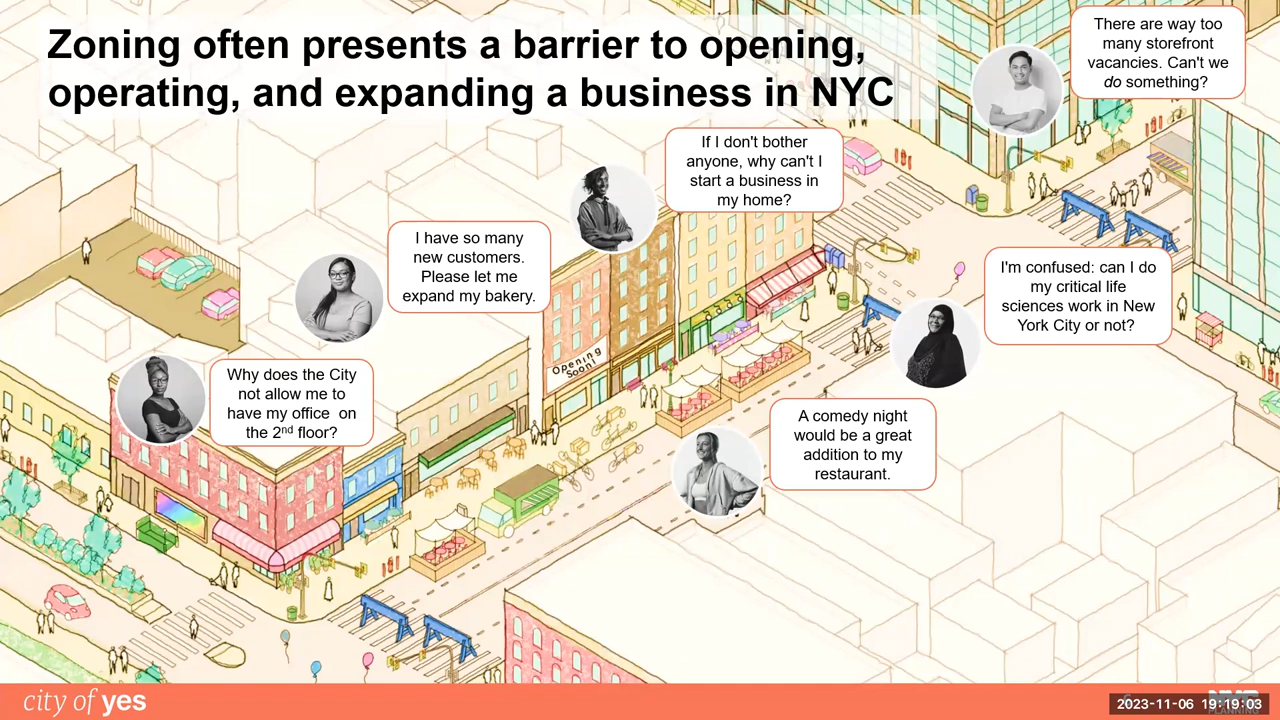 Zoning often presents a barrier to opening,
operating, and expanding a business in NYC
There are way too
many storefront
vacancies. Can't we
do something?
If I don't bother
anyone, why can't I
start a business in
my home?
I have so many
new customers.
Please let me
expand my bakery.
I'm confused: can I do
my critical life
sciences work in New
York City or not?
Why does the City
not allow me to
have my office on
the 2nd floor?
A comedy night
would be a great
addition to my
restaurant.
Opening
Soon!
city of yes
2023-11-06 19:19:03